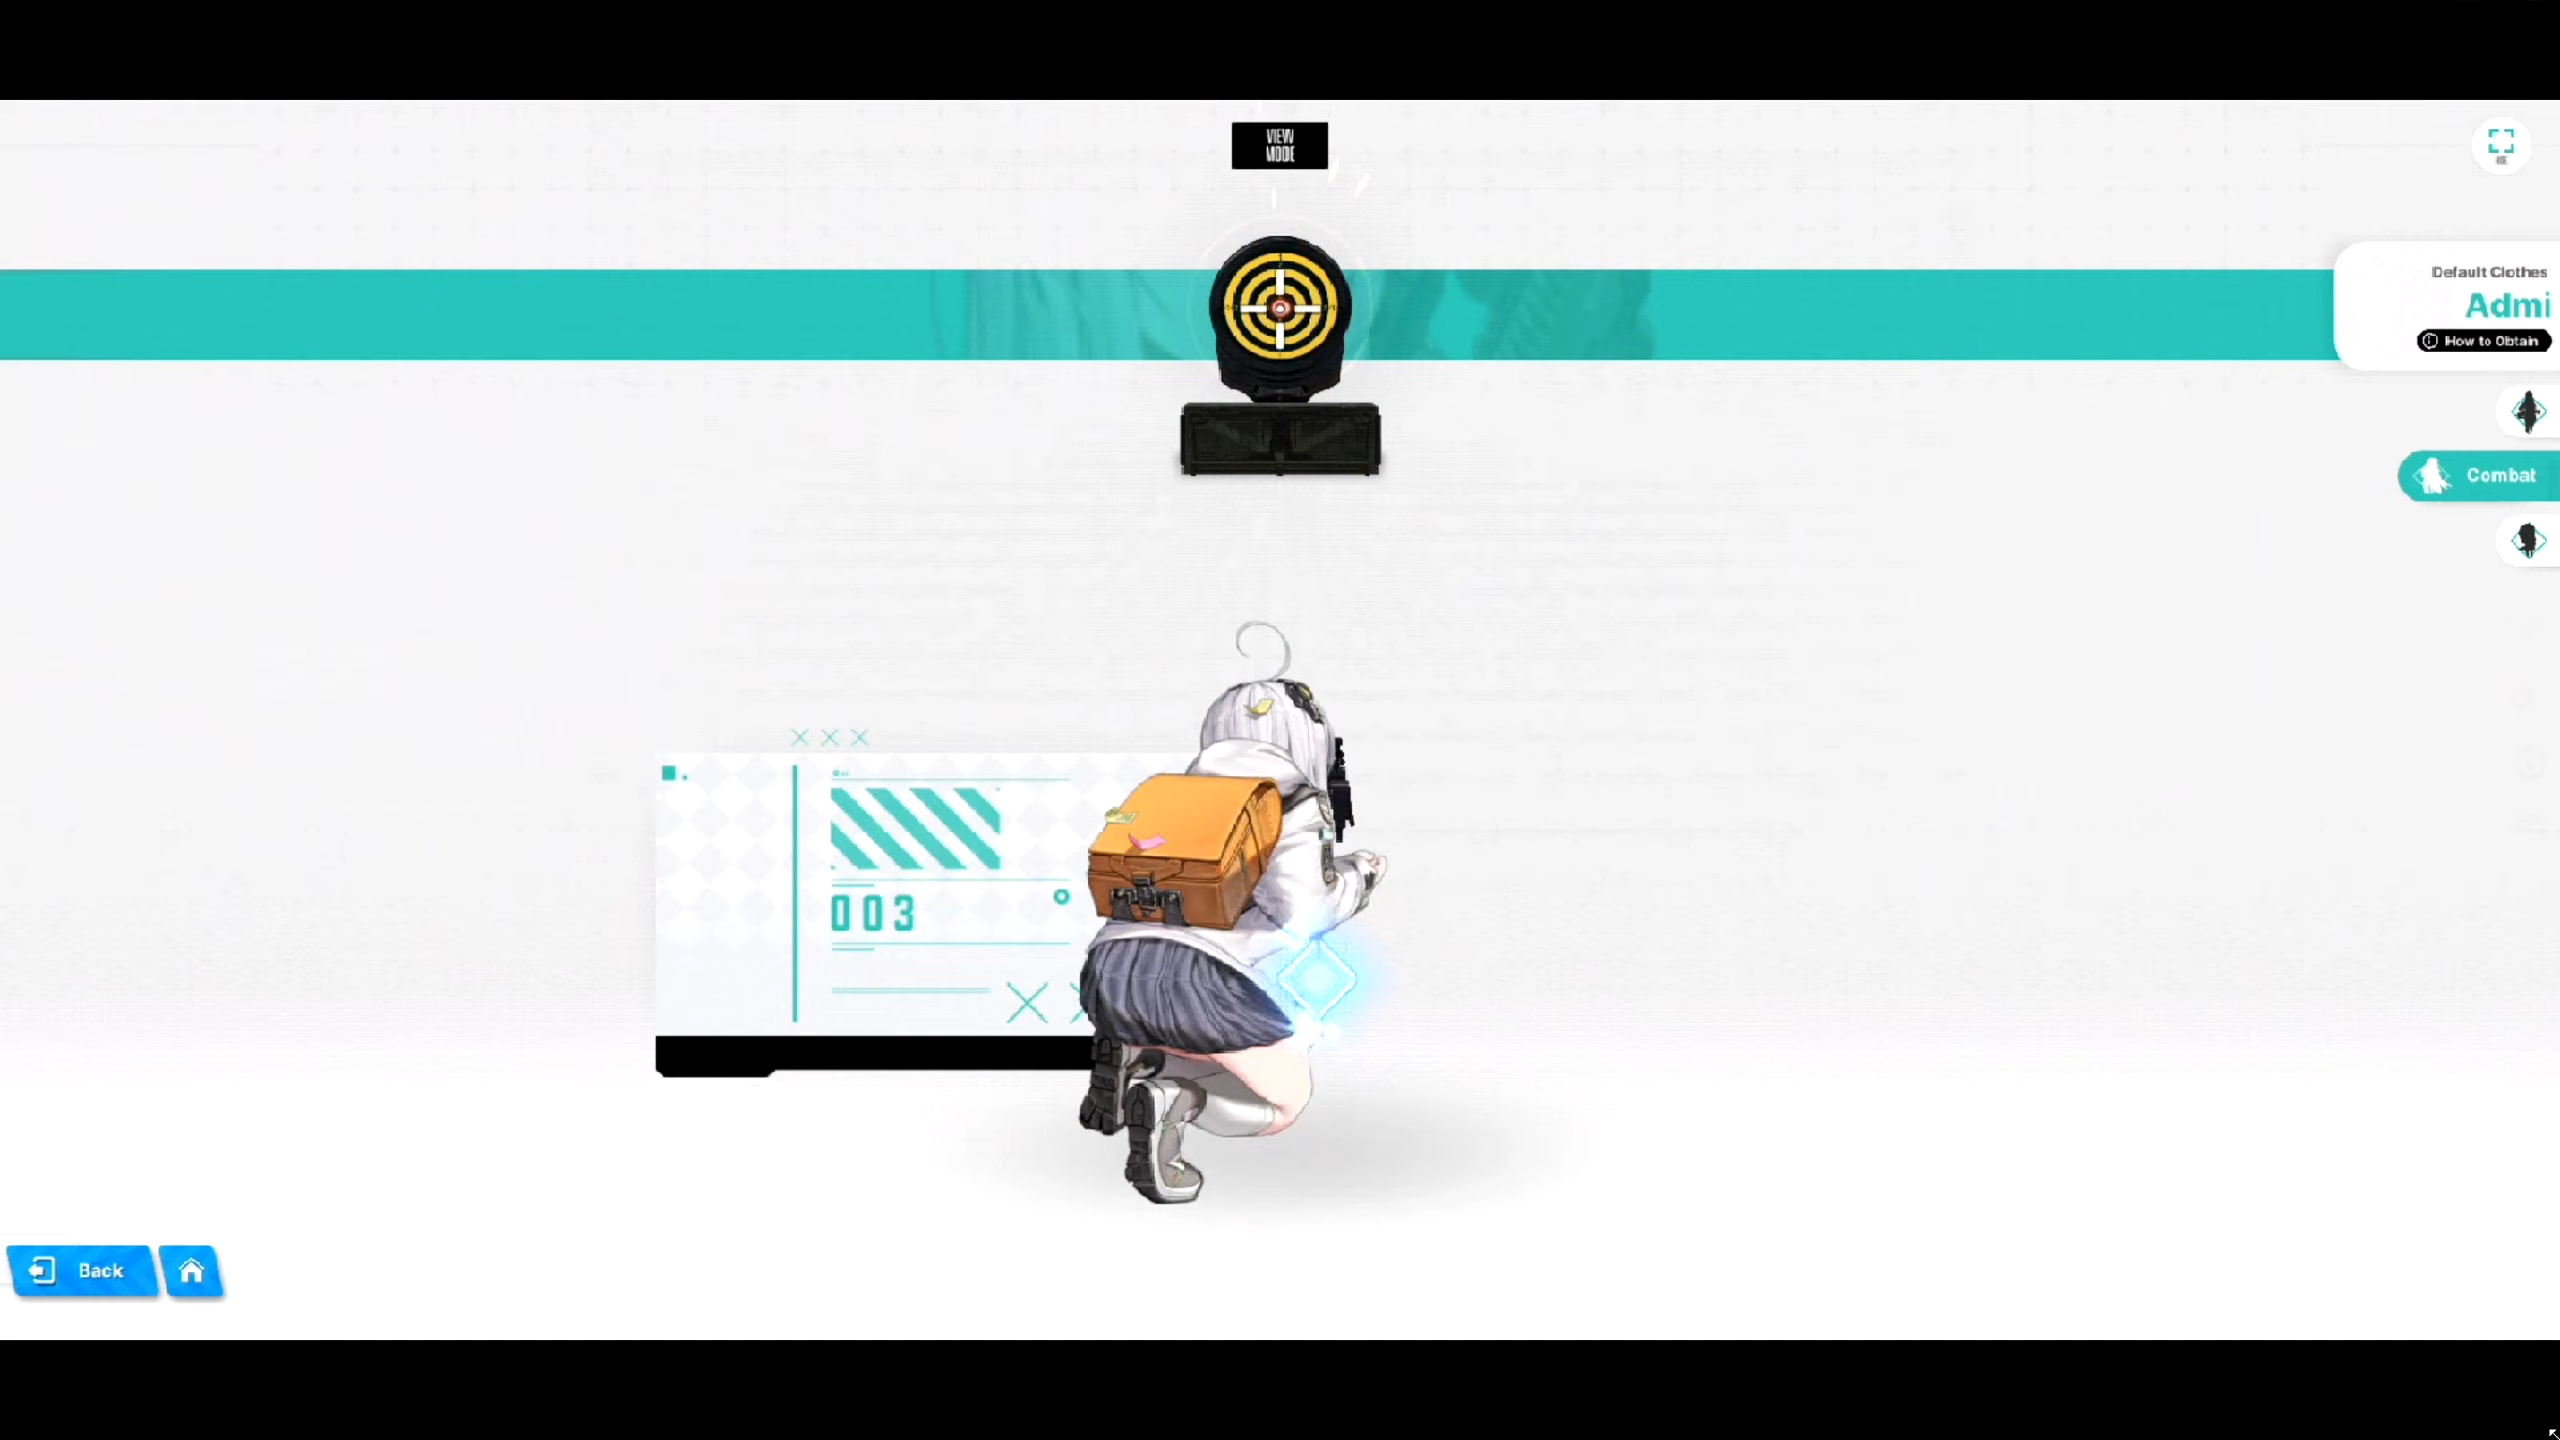 VIEW
MODE
Default Clothes
Admi
How to Obtain
Combat
003
Back